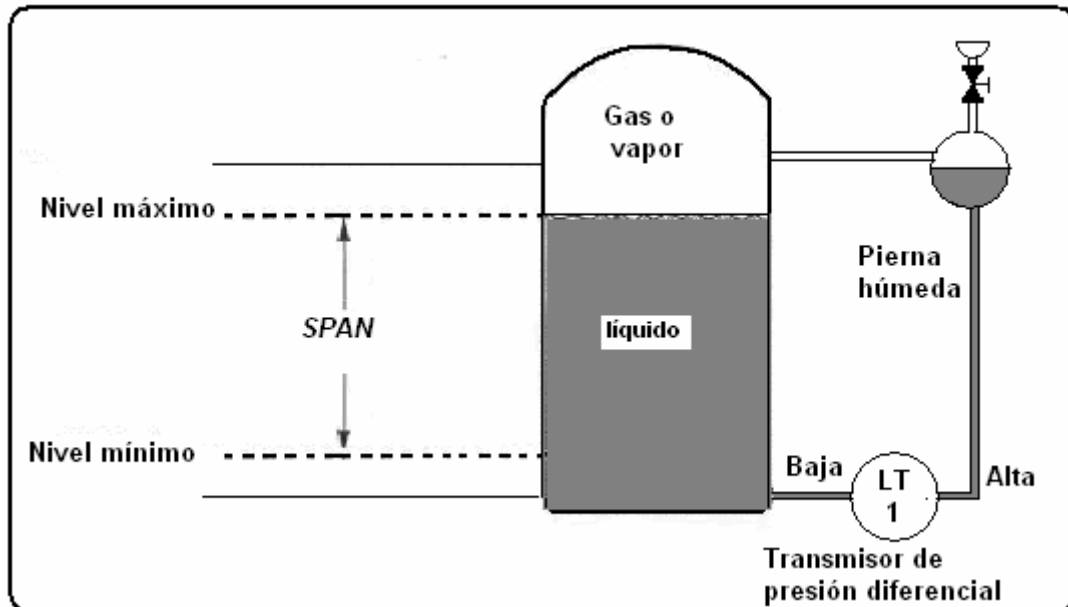 Gas o
vapor
Nivel máximo
Pierna
húmeda
SPAN
líquido
Nivel mínimo
Baja
LT
1
Alta
Transmisor de
presión diferencial